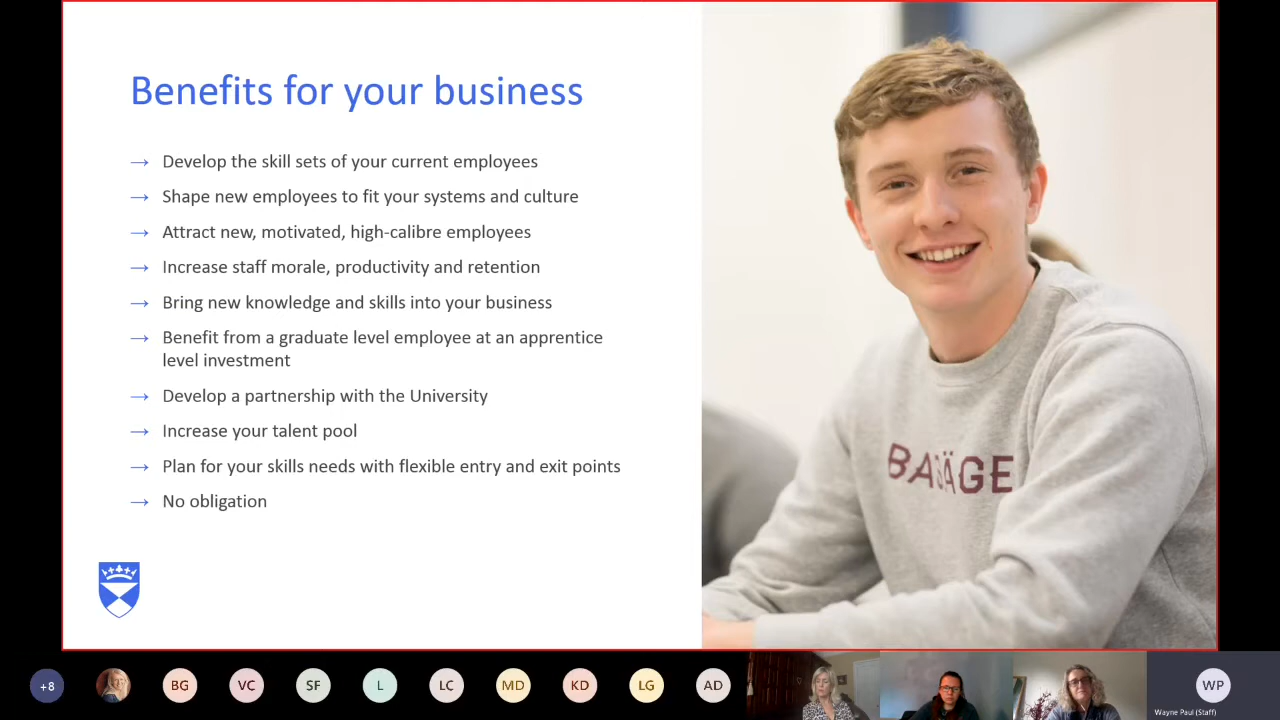 Benefits for your business
→ Develop the skill sets of your current employees
→ Shape new employees to fit your systems and culture
→ Attract new, motivated, high-calibre employees
→ Increase staff morale, productivity and retention
→ Bring new knowledge and skills into your business
→ Benefit from a graduate level employee at an apprentice
level investment
→ Develop a partnership with the University
→ Increase your talent pool
→ Plan for your skills needs with flexible entry and exit points
→ No obligation
+8
BG
VC
SF
L
LC
MD
KD
LG
AD
WP
Wayne Paul (Staff)